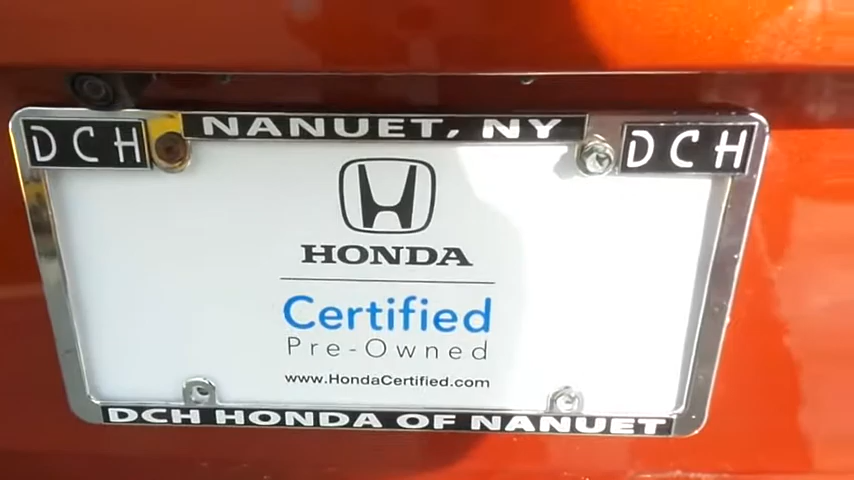 DCH NANUET, NY DCH
HONDA
Certified
Pre-Owned
www.HondaCertified.com
DCH HONDA OF NANUET